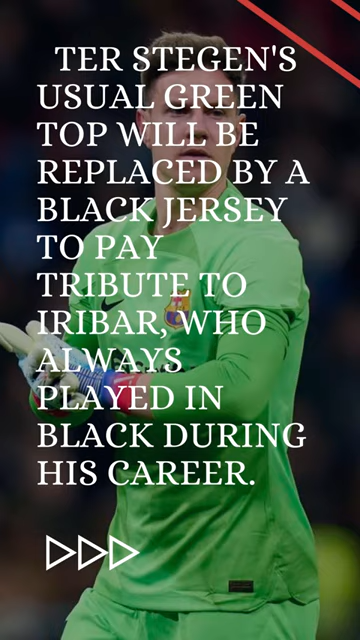 TER STEGEN'S
USUAL GREEN
TOP WILL BE
REPLACED BY A
BLACK JERSEY
TO PAY
TRIBUTE TO
IRIBAR, WHO
ALWAYS
PLAYED IN
BLACK DURING
HIS CAREER.